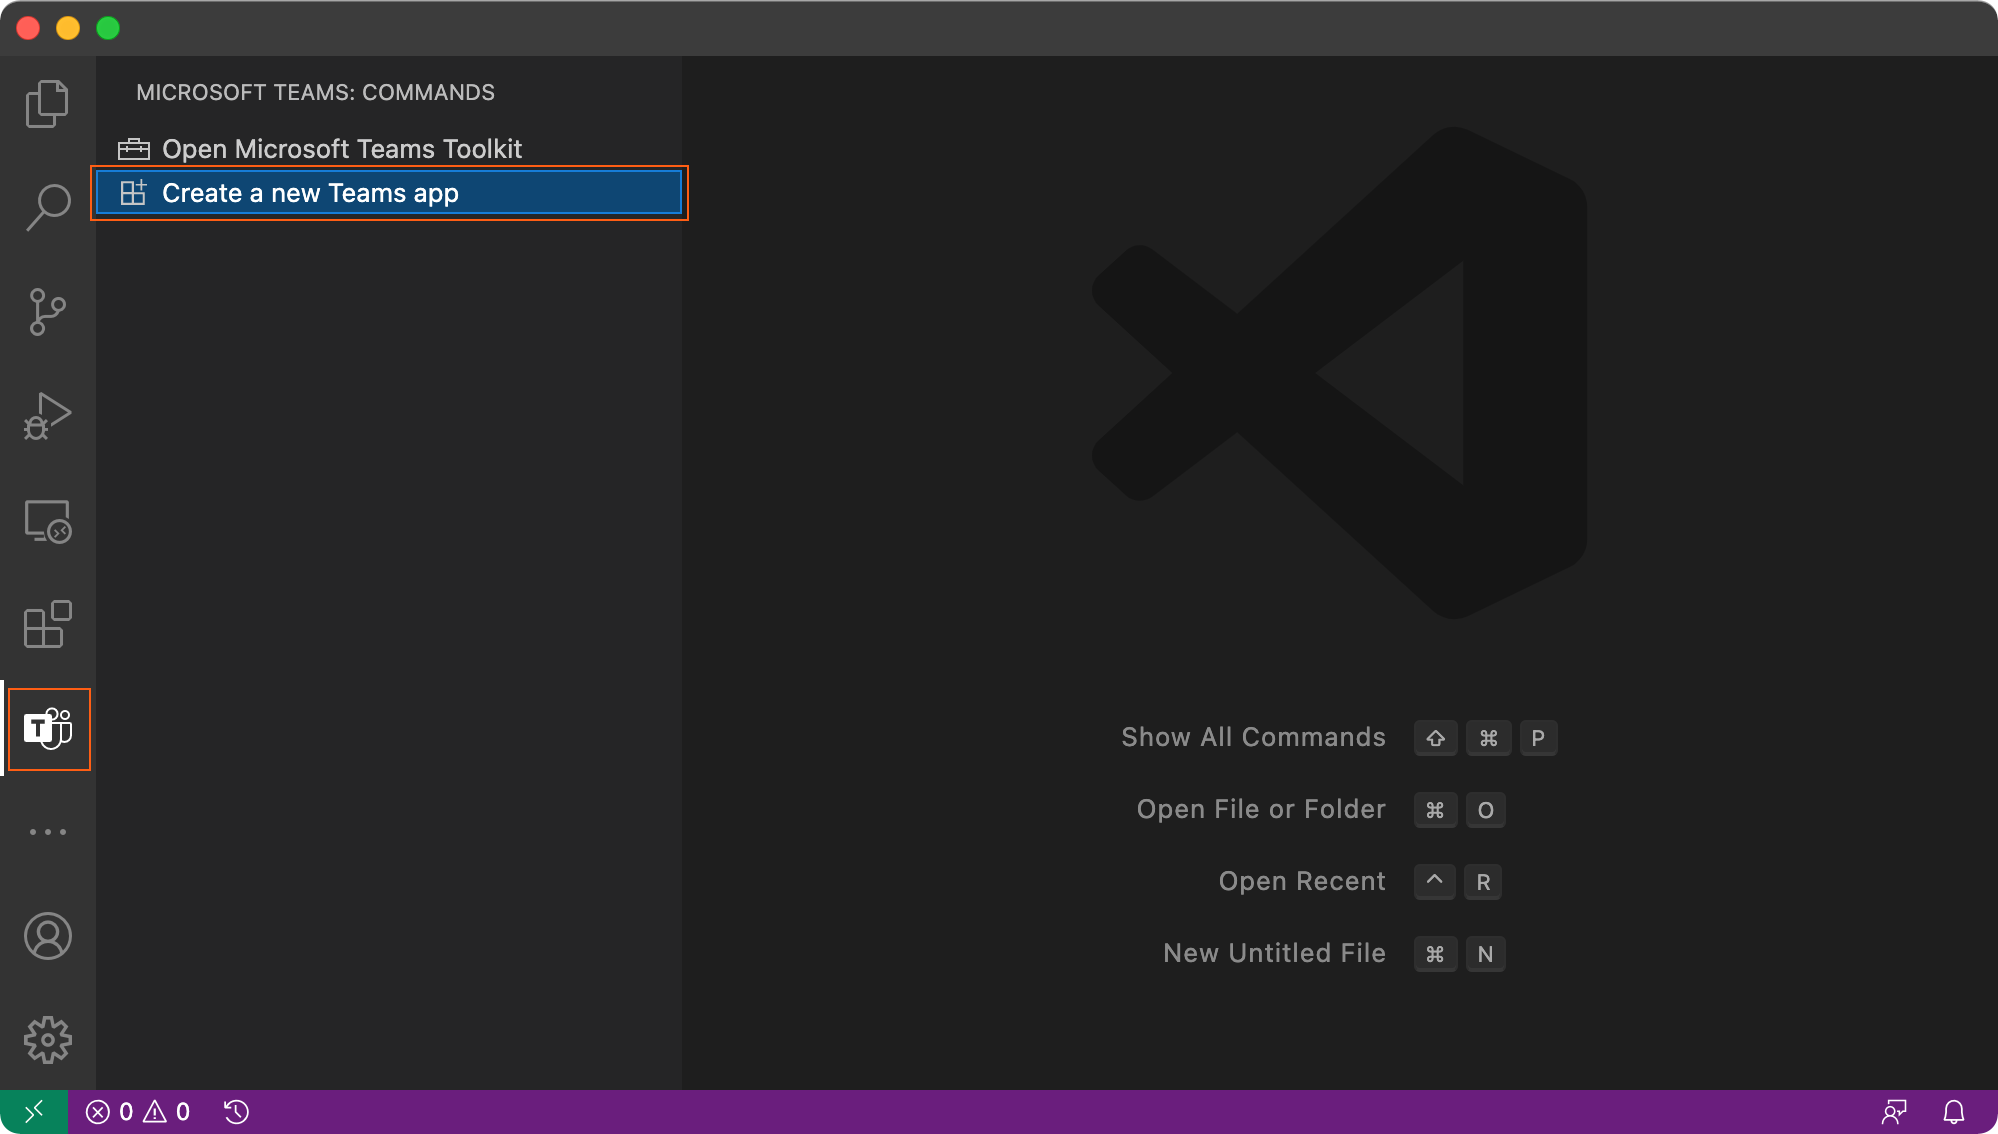 MICROSOFT TEAMS: COMMANDS
Open Microsoft Teams Toolkit
Create a new Teams app
T
Show All Commands ⇧ ⌘ P
Open File or Folder ⌘ O
Open Recent ^ R
New Untitled File ⌘ N
0 0